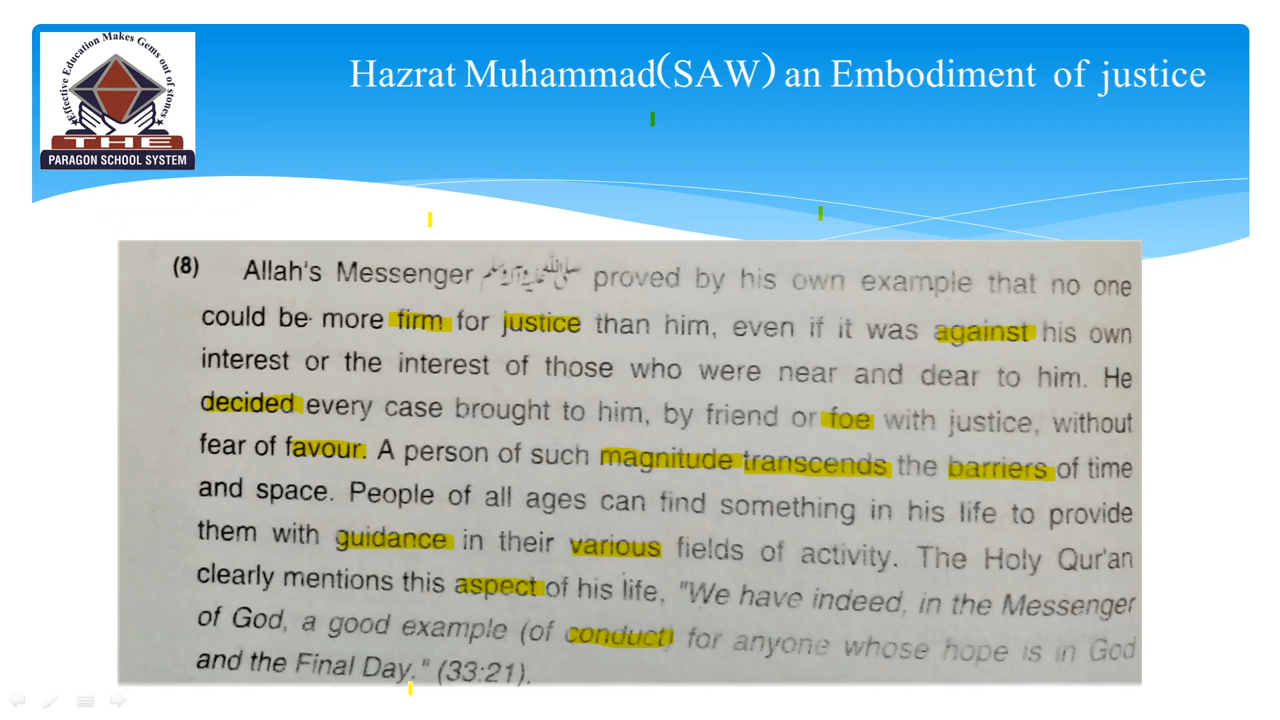 Effective Education Makes Gems out of stones
THE
PARAGON SCHOOL SYSTEM
Hazrat Muhammad(SAW) an Embodiment of justice
(8) Allah's Messenger صلى الله عليه وآله وسلم proved by his own example that no one
could be more firm for justice than him, even if it was against his own
interest or the interest of those who were near and dear to him. He
decided every case brought to him, by friend or foe with justice, without
fear of favour. A person of such magnitude transcends the barriers of time
and space. People of all ages can find something in his life to provide
them with guidance in their various fields of activity. The Holy Qur'an
clearly mentions this aspect of his life, "We have indeed, in the Messenger
of God, a good example (of conduct) for anyone whose hope is in God
and the Final Day." (33:21).